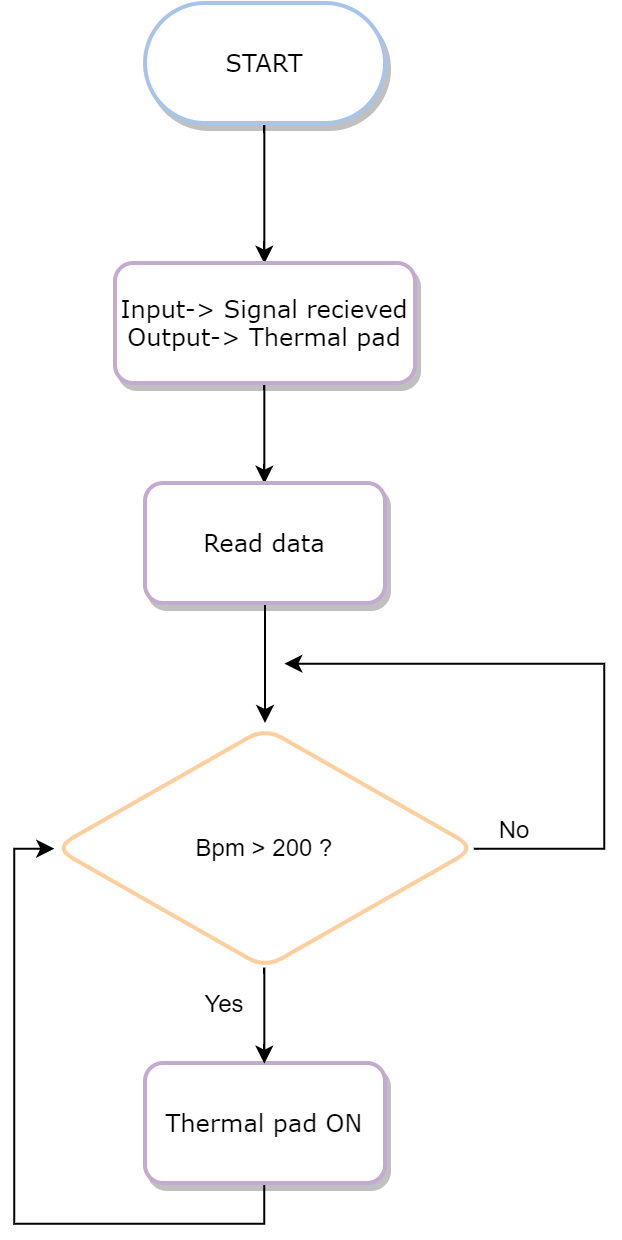 START
Input-> Signal recieved
Output-> Thermal pad
Read data
Bpm > 200 ?
No
Yes
Thermal pad ON